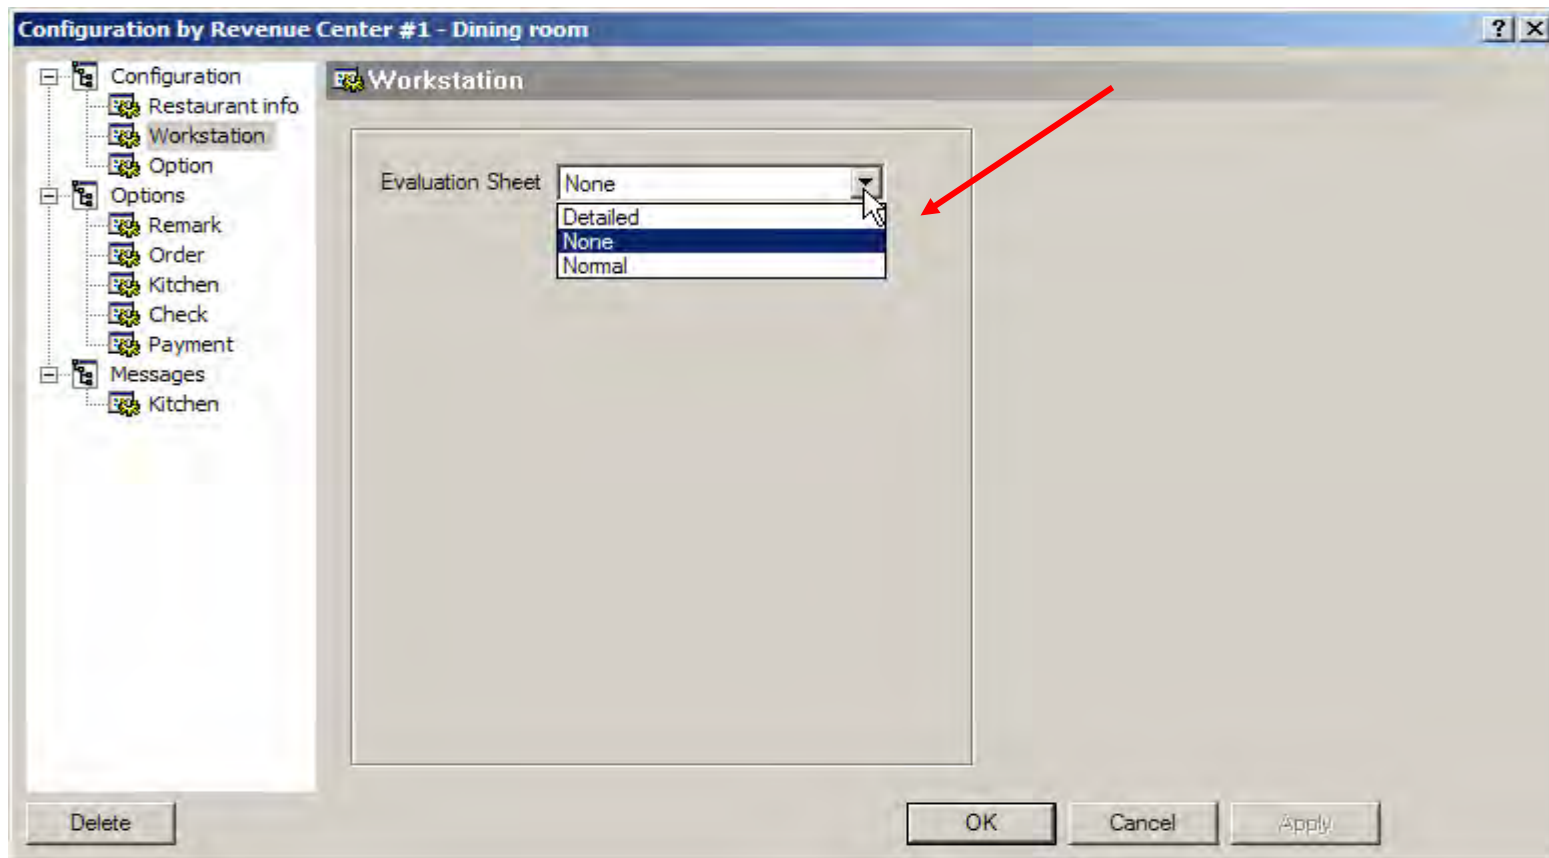 Configuration by Revenue Center #1 - Dining room
Configuration
Restaurant info
Workstation
Option
Options
Remark
Order
Kitchen
Check
Payment
Messages
Kitchen
Workstation
Evaluation Sheet None
Detailed
None
Normal
Delete
OK
Cancel
Apply